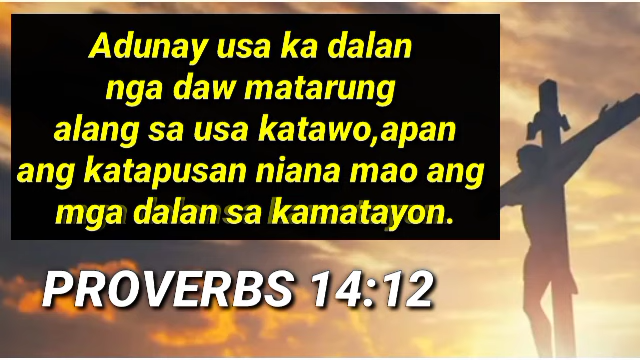 Adunay usa ka dalan
nga daw matarung
alang sa usa katawo,apan
ang katapusan niana mao ang
mga dalan sa kamatayon.
PROVERBS 14:12